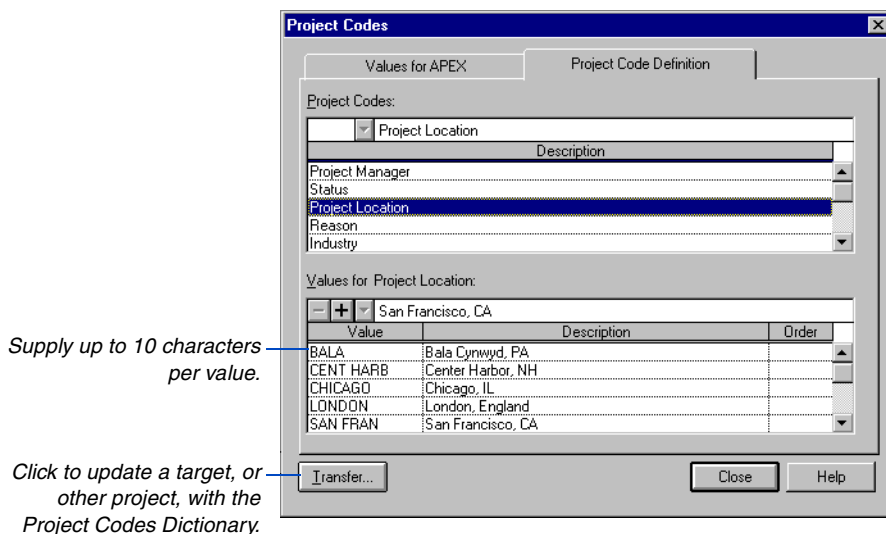 Project Codes
Values for APEX
Project Code Definition
Project Codes:
Project Location
Description
Project Manager
Status
Project Location
Reason
Industry
Values for Project Location:
San Francisco, CA
Value Description Order
BALA Bala Cynwyd, PA
CENT HARB Center Harbor, NH
CHICAGO Chicago, IL
LONDON London, England
SAN FRAN San Francisco, CA
Supply up to 10 characters
per value.
Transfer... Close Help
Click to update a target, or
other project, with the
Project Codes Dictionary.